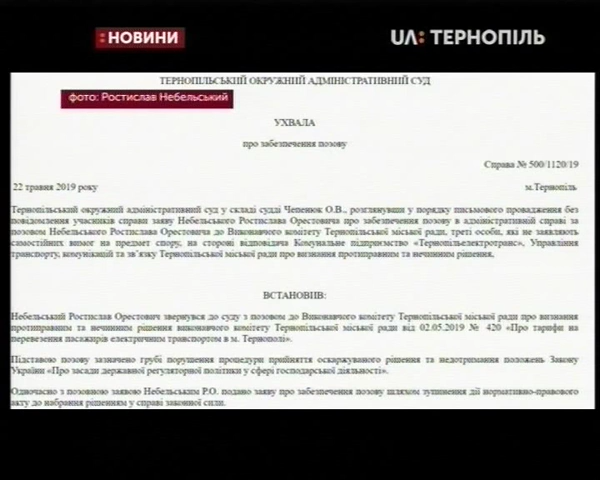 :НОВИНИ
UA: ТЕРНОПІЛЬ
ТЕРНОПІЛЬСЬКИЙ ОКРУЖНИЙ АДМІНІСТРАТИВНИЙ СУД
фото: Ростислав Небельський
УХВАЛА
про забезпечення позову
Справа № 500/1120/19
22 травня 2019 року
м.Тернопіль
Тернопільський окружний адміністративний суд у складі судді Чепенюк О.В., розглянувши у порядку письмового провадження без
повідомлення учасників справи заяву Небельського Ростислава Орестовича про забезпечення позову в адміністративній справі за
позовом Небельського Ростислава Орестовича до Виконавчого комітету Тернопільської міської ради, треті особи, які не заявляють
самостійних вимог на предмет спору, на стороні відповідача Комунальне підприємство «Тернопільелектротранс», Управління
транспорту, комунікацій та зв'язку Тернопільської міської ради про визнання протиправним та нечинним рішення,
ВСТАНОВИВ:
Небельський Ростислав Орестович звернувся до суду з позовом до Виконавчого комітету Тернопільської міської ради про визнання
протиправним та нечинним рішення виконавчого комітету Тернопільської міської ради від 02.05.2019 № 420 «Про тарифи на
перевезення пасажирів електричним транспортом в м. Тернополі».
Підставою позову зазначено грубі порушення процедури прийняття оскаржуваного рішення та недотримання положень Закону
України «Про засади державної регуляторної політики у сфері господарської діяльності».
Одночасно з позовною заявою Небельським Р.О. подано заяву про забезпечення позову шляхом зупинення дії нормативно-правового
акту до набрання рішенням у справі законної сили.